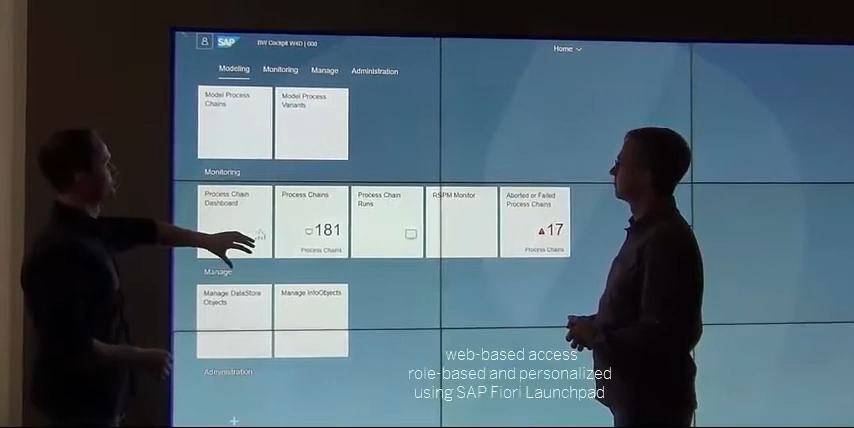 SAP
BW Cockpit W4D | 000
Home
Modeling
Monitoring
Manage
Administration
Model Process
Chains
Model Process
Variants
Monitoring
Process Chain
Dashboard
Process Chains
181
Process Chains
Process Chain
Runs
RSPM Monitor
Aborted or Failed
Process Chains
17
Process Chains
Manage
Manage DataStore
Objects
Manage InfoObjects
Administration
web-based access
role-based and personalized
using SAP Fiori Launchpad